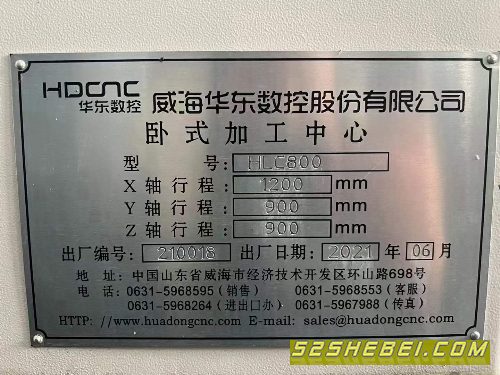 HDCNC
华东数控 威海华东数控股份有限公司
卧式加工中心
型 号: HLC800
X轴行程: 1200 mm
Y轴行程: 900 mm
Z轴行程: 900 mm
出厂编号: 210018 出厂日期: 2021 年 06 月
地 址: 中国山东省威海市经济技术开发区环山路698号
电 话: 0631-5968595 (销售) 0631-5968553 (客服)
0631-5968264 (进出口办) 0631-5967988 (传真)
HTTP: //www.huadongcnc.com E-mail: sales@huadongcnc.com
52SHEBEI.COM